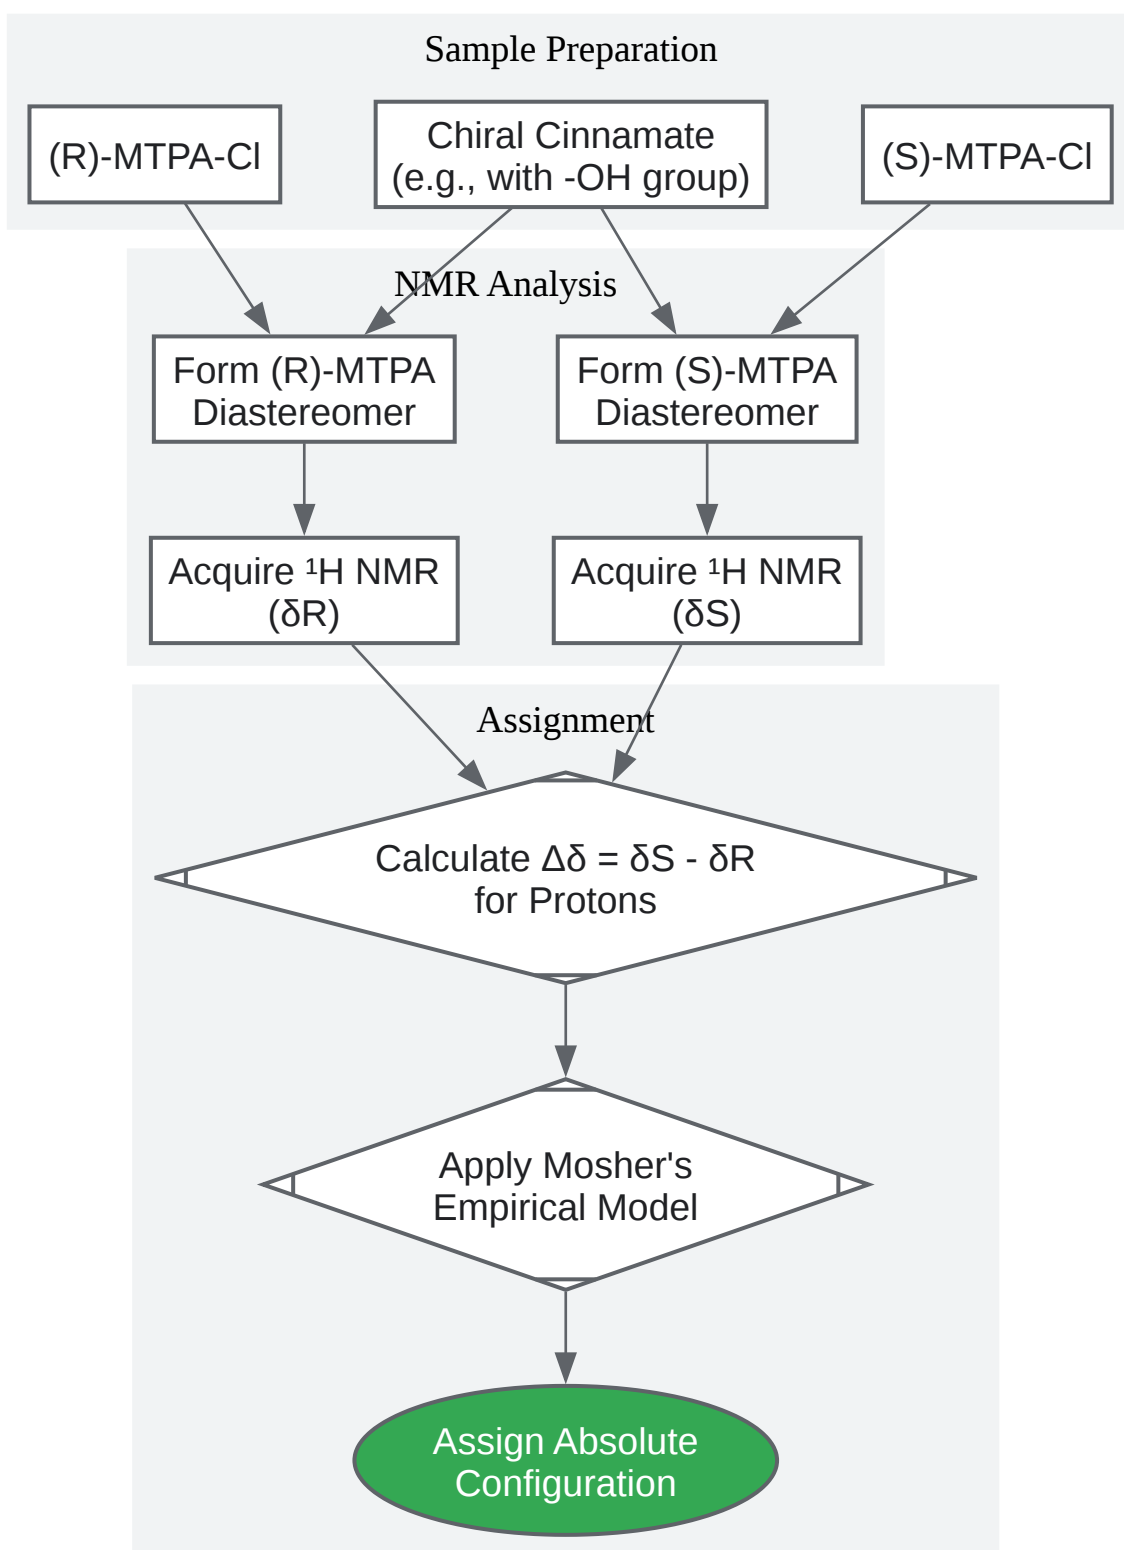 Sample Preparation
(R)-MTPA-Cl
Chiral Cinnamate
(e.g., with -OH group)
(S)-MTPA-Cl
NMR Analysis
Form (R)-MTPA
Diastereomer
Form (S)-MTPA
Diastereomer
Acquire ¹H NMR
(δR)
Acquire ¹H NMR
(δS)
Assignment
Calculate Δδ = δS - δR
for Protons
Apply Mosher's
Empirical Model
Assign Absolute
Configuration